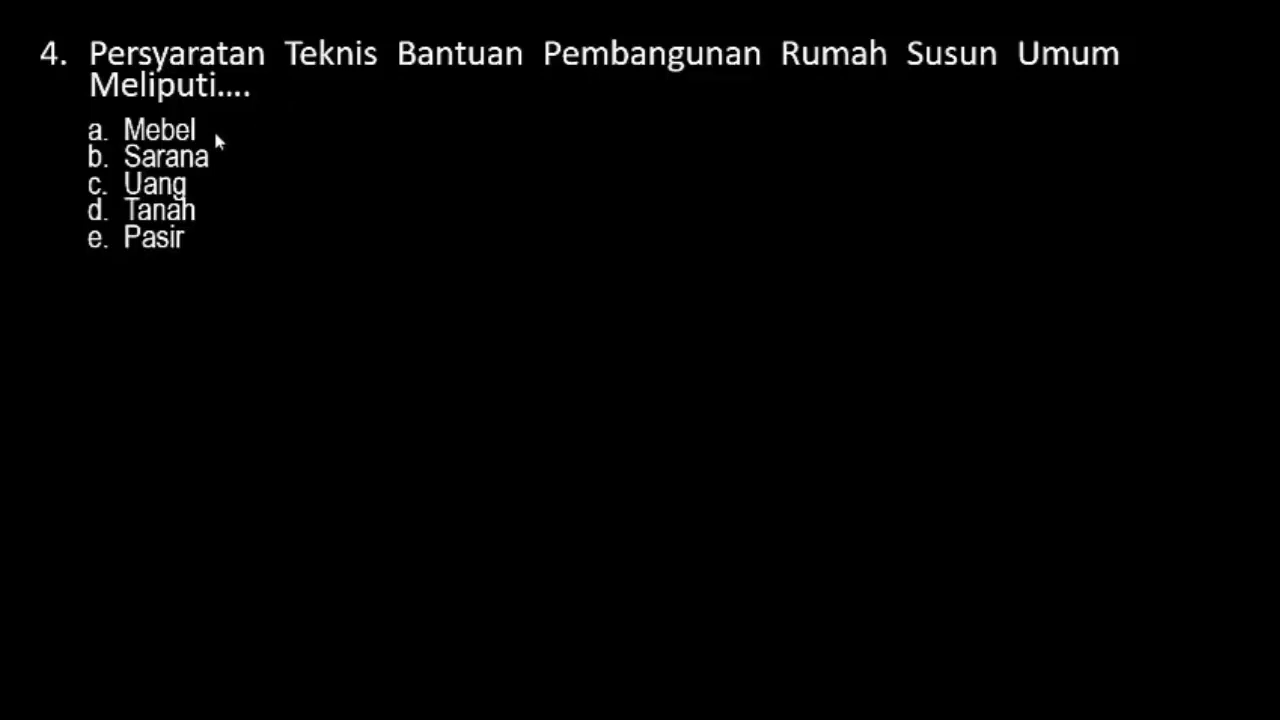 4. Persyaratan Teknis Bantuan Pembangunan Rumah Susun Umum
Meliputi....
a. Mebel
b. Sarana
c. Uang
d. Tanah
e. Pasir